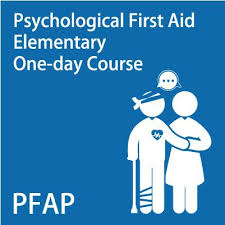 Psychological First Aid
Elementary
One-day Course
PFAP